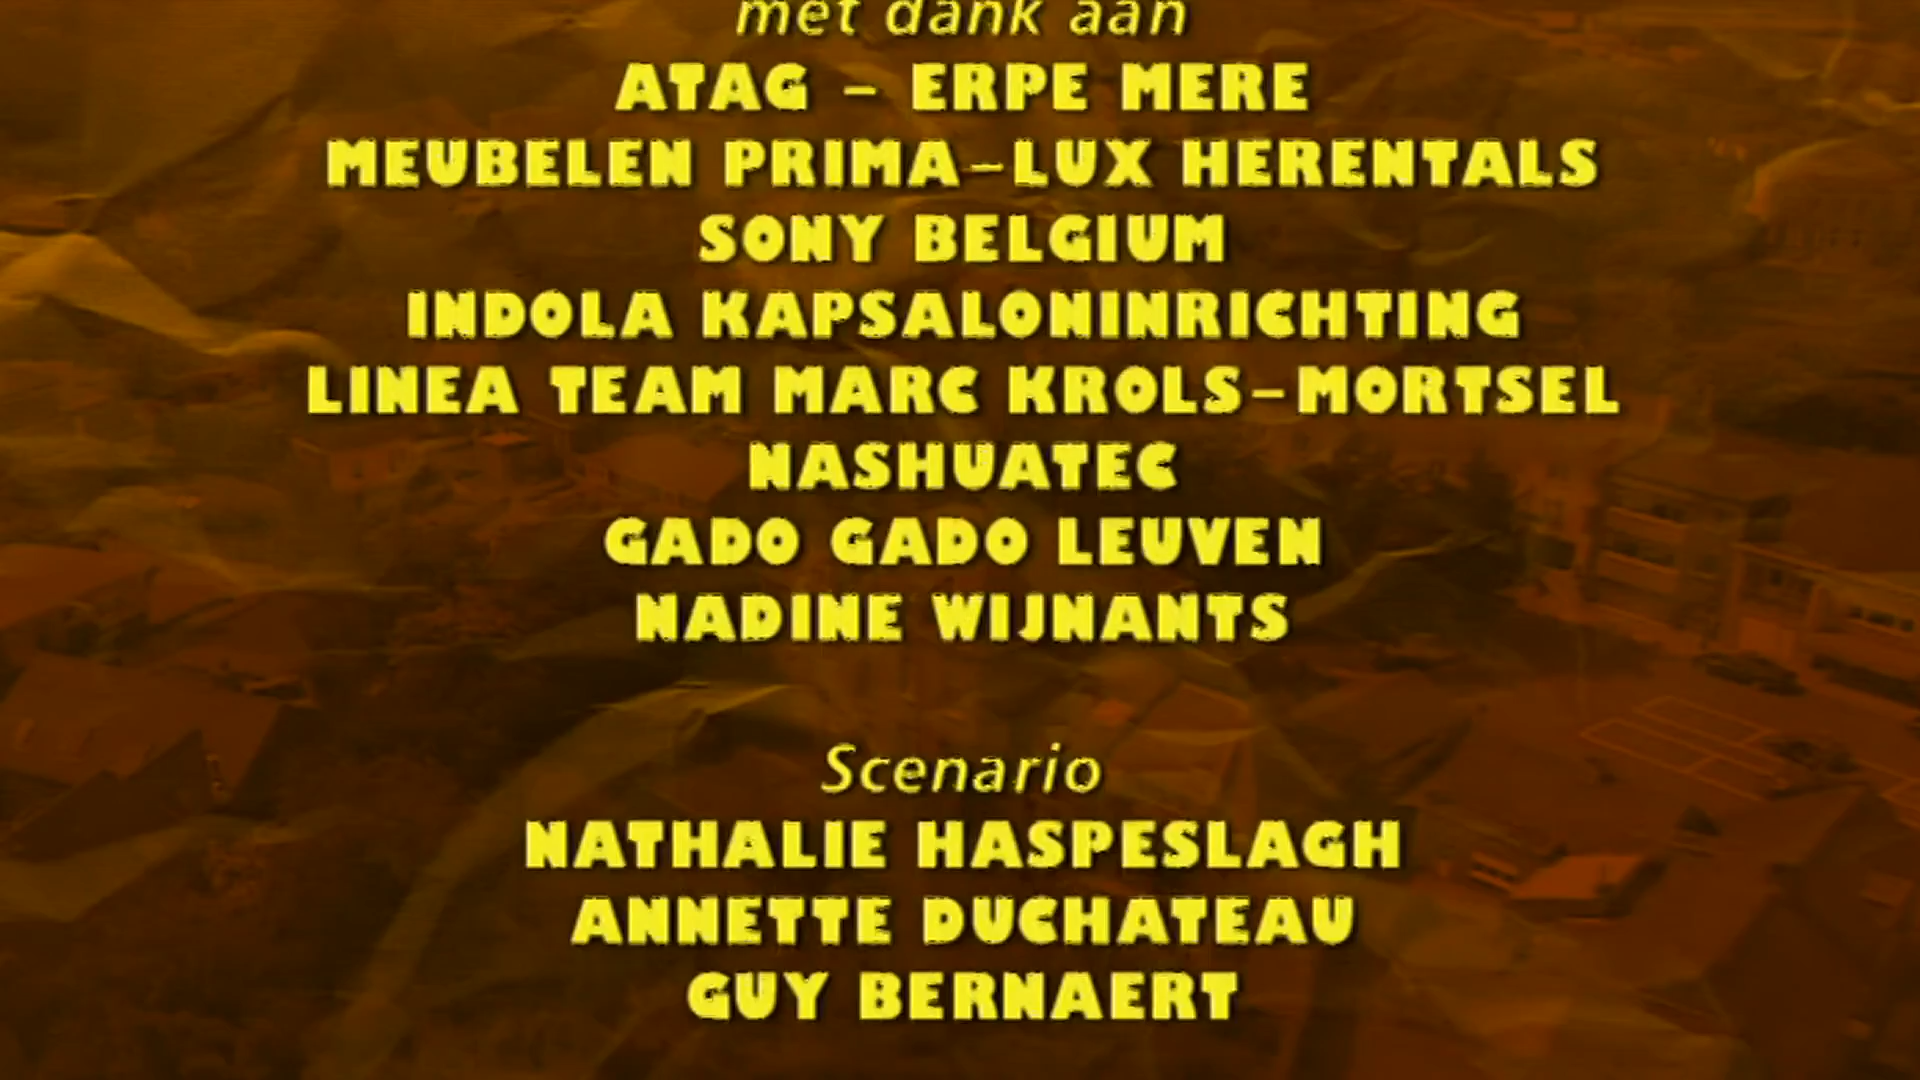 met dank aan
ATAG - ERPE MERE
MEUBELEN PRIMA-LUX HERENTALS
SONY BELGIUM
INDOLA KAPSALONINRICHTING
LINEA TEAM MARC KROLS-MORTSEL
NASHUATEC
GADO GADO LEUVEN
NADINE WIJNANTS
Scenario
NATHALIE HASPESLAGH
ANNETTE DUCHATEAU
GUY BERNAERT